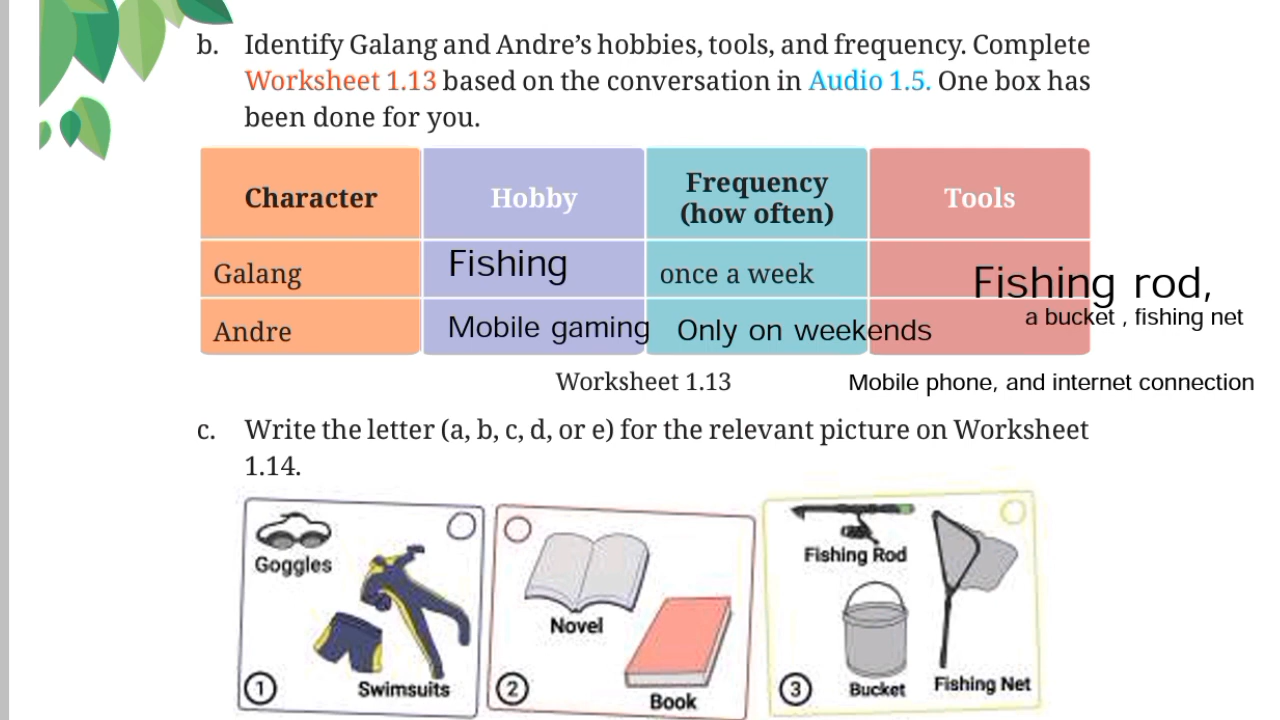 b. Identify Galang and Andre’s hobbies, tools, and frequency. Complete
Worksheet 1.13 based on the conversation in Audio 1.5. One box has
been done for you.
Character Hobby Frequency (how often) Tools
Galang Fishing once a week Fishing rod,
a bucket , fishing net
Andre Mobile gaming Only on weekends
Worksheet 1.13 Mobile phone, and internet connection
c. Write the letter (a, b, c, d, or e) for the relevant picture on Worksheet
1.14.
Goggles
Swimsuits
1
Novel
Book
2
Fishing Rod
Bucket
Fishing Net
3